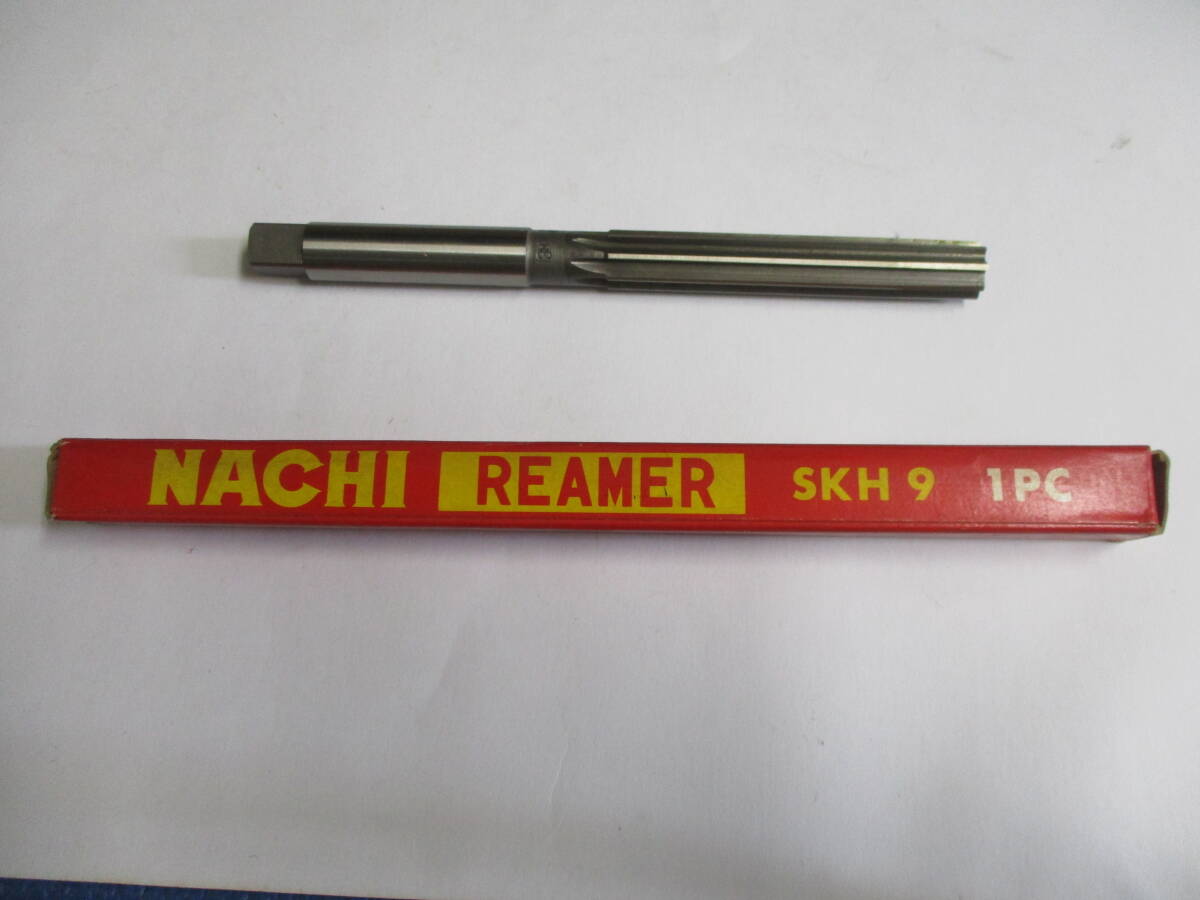 NACHI REAMER SKH 9 1PC